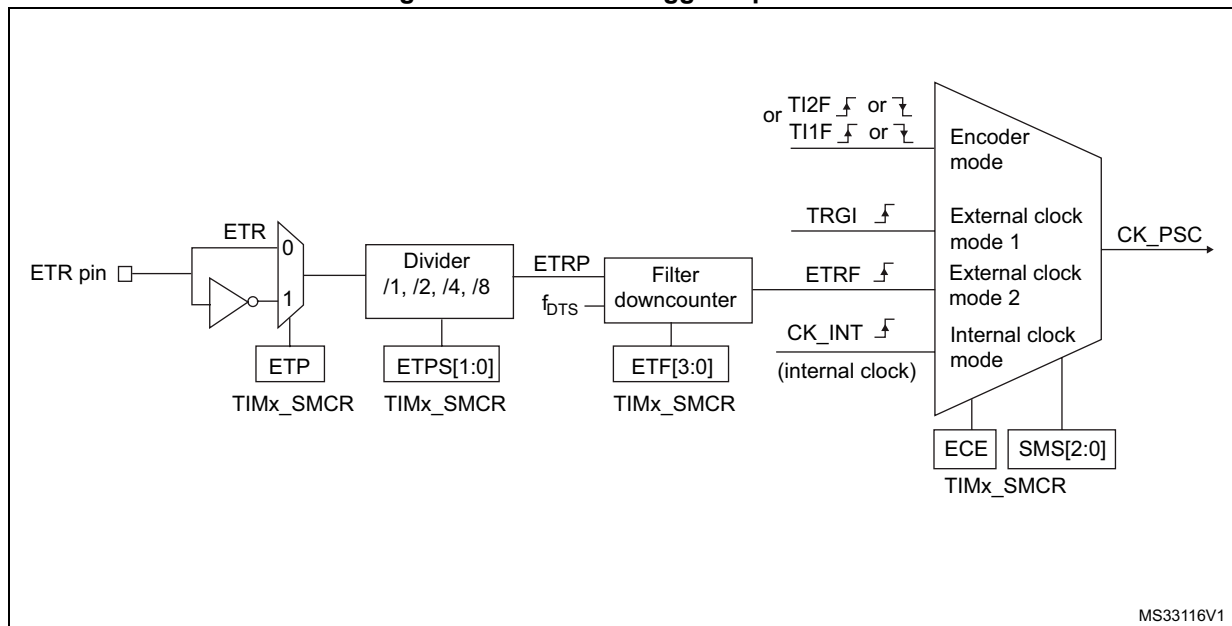 or TI2F or
TI1F or
Encoder
mode
TRGI
External clock
mode 1
CK_PSC
ETR
0
ETR pin
1
Divider
/1, /2, /4, /8
ETRP
fDTS
Filter
downcounter
ETRF
External clock
mode 2
CK_INT
(internal clock)
Internal clock
mode
ETP
TIMx_SMCR
ETPS[1:0]
TIMx_SMCR
ETF[3:0]
TIMx_SMCR
ECE
SMS[2:0]
TIMx_SMCR
MS33116V1